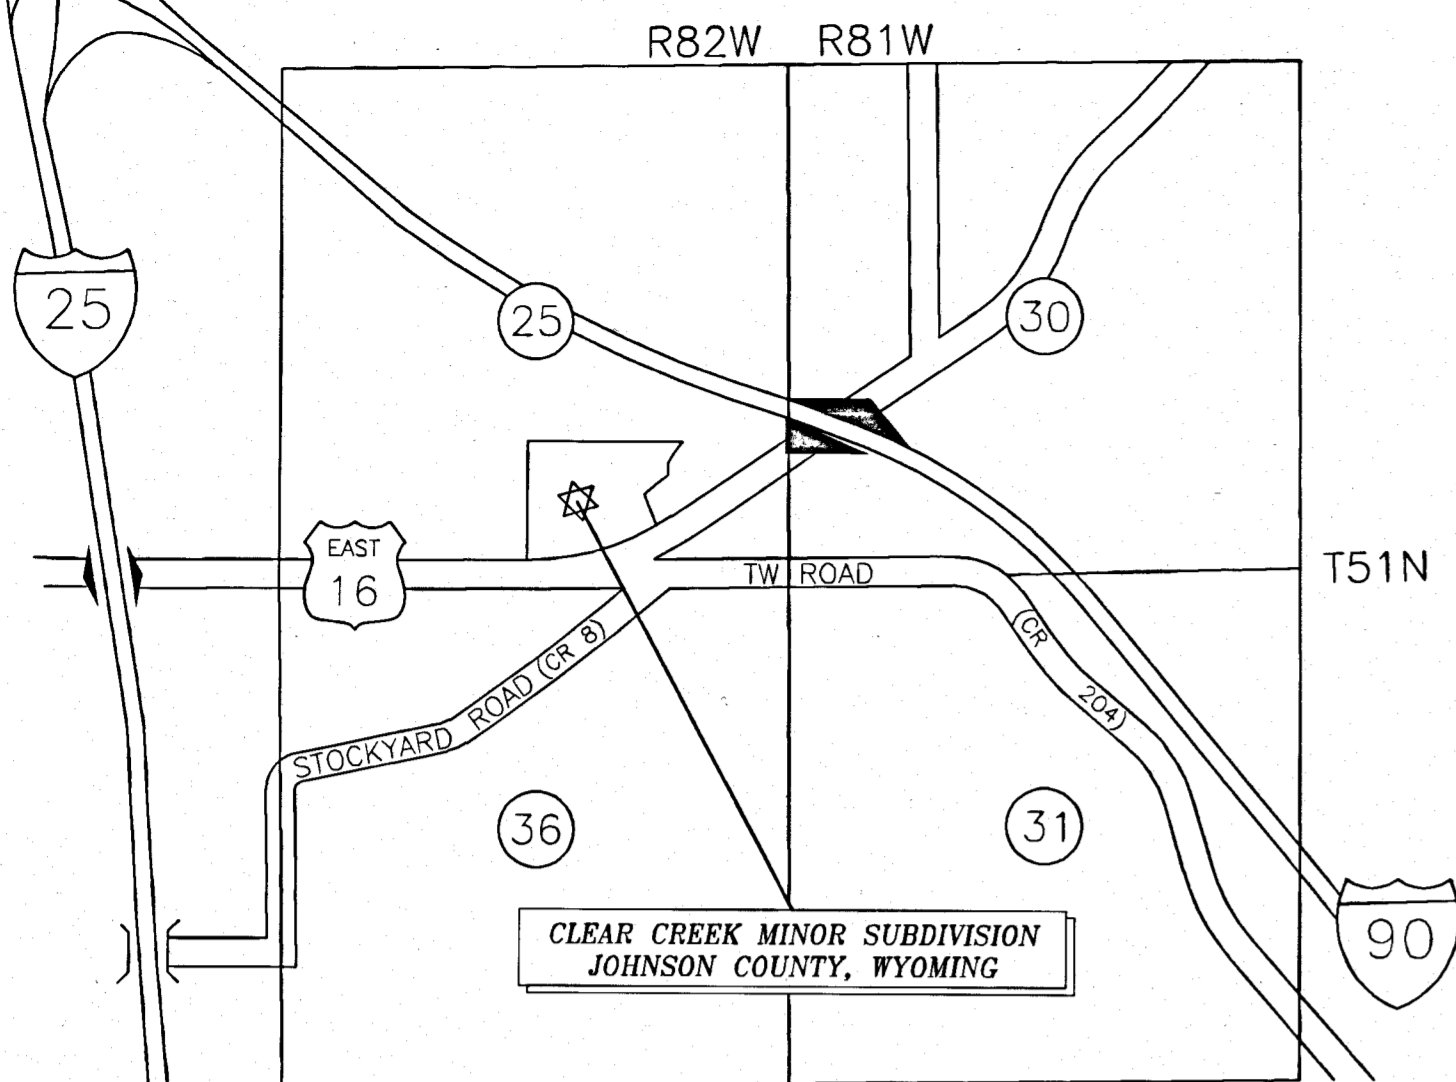 R82W R81W
25
25
30
EAST
16
TW ROAD
T51N
(CR 204)
STOCKYARD ROAD (CR 8)
36
31
CLEAR CREEK MINOR SUBDIVISION
JOHNSON COUNTY, WYOMING
90